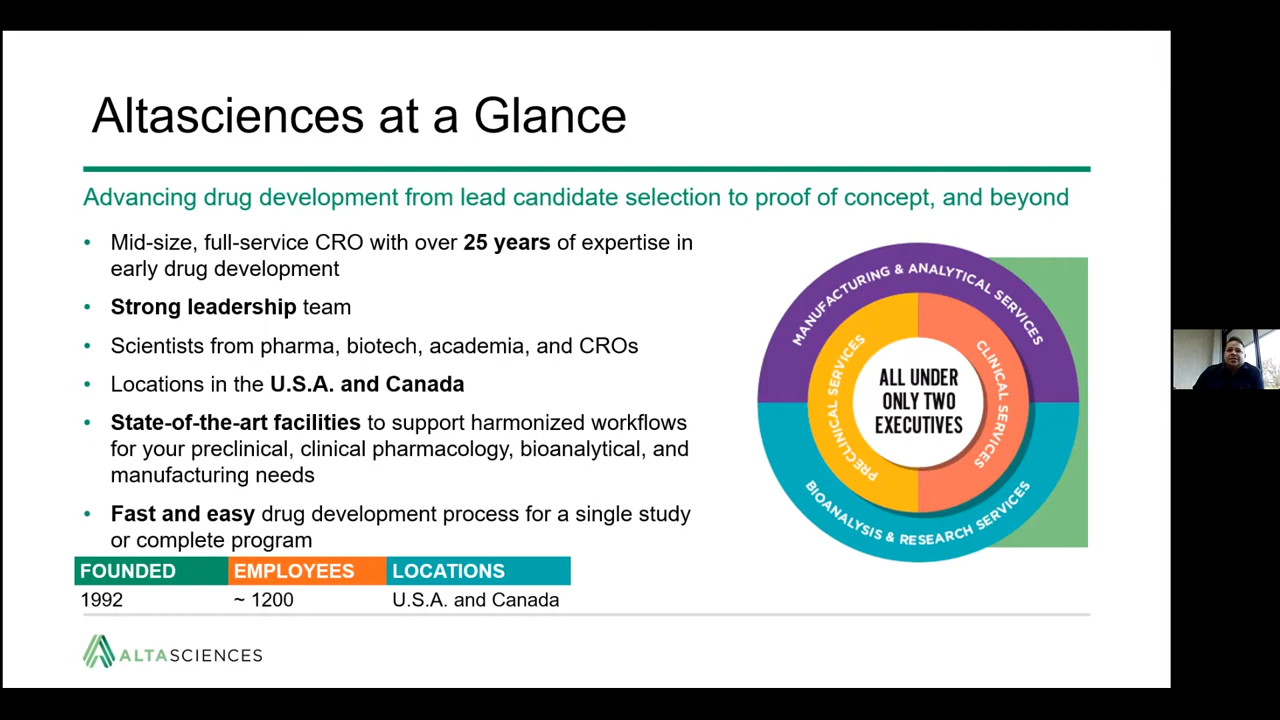 Altasciences at a Glance
Advancing drug development from lead candidate selection to proof of concept, and beyond
• Mid-size, full-service CRO with over 25 years of expertise in
early drug development
• Strong leadership team
• Scientists from pharma, biotech, academia, and CROs
• Locations in the U.S.A. and Canada
• State-of-the-art facilities to support harmonized workflows
for your preclinical, clinical pharmacology, bioanalytical, and
manufacturing needs
• Fast and easy drug development process for a single study
or complete program
MANUFACTURING & ANALYTICAL SERVICES
PRECLINICAL SERVICES
CLINICAL SERVICES
ALL UNDER
ONLY TWO
EXECUTIVES
BIOANALYSIS & RESEARCH SERVICES
FOUNDED EMPLOYEES LOCATIONS
1992 ~ 1200 U.S.A. and Canada
ALTASCIENCES